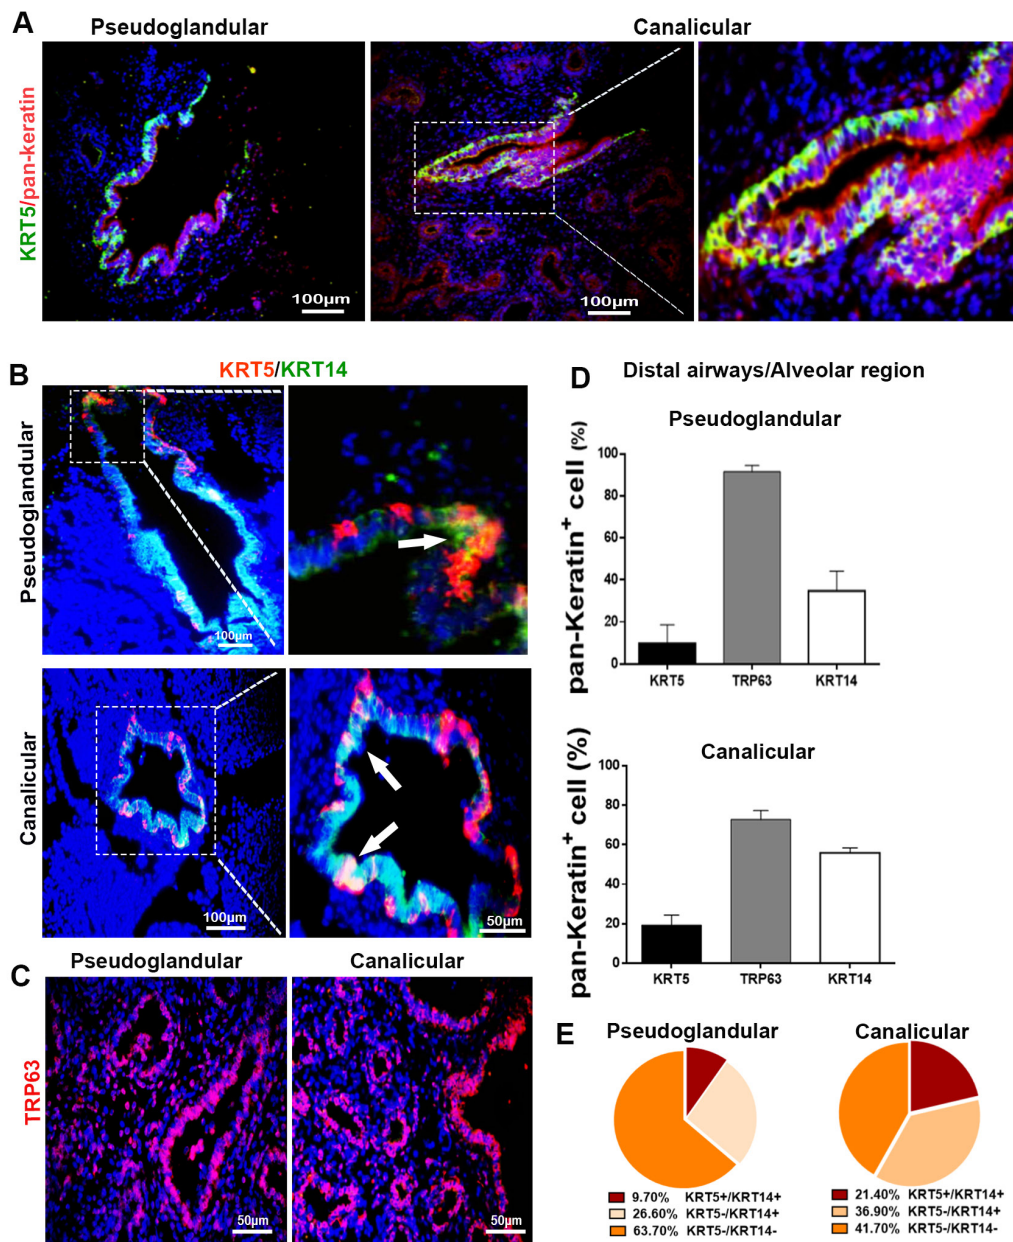 A
Pseudoglandular
Canalicular
KRT5/pan-keratin
100µm
100µm
B
KRT5/KRT14
Pseudoglandular
100µm
Canalicular
100µm
50µm
C
Pseudoglandular
Canalicular
TRP63
50µm
50µm
D
Distal airways/Alveolar region
Pseudoglandular
pan-Keratin+ cell (%)
100
80
60
40
20
0
KRT5 TRP63 KRT14
Canalicular
pan-Keratin+ cell (%)
100
80
60
40
20
0
KRT5 TRP63 KRT14
E
Pseudoglandular
9.70% KRT5+/KRT14+
26.60% KRT5-/KRT14+
63.70% KRT5-/KRT14-
Canalicular
21.40% KRT5+/KRT14+
36.90% KRT5-/KRT14+
41.70% KRT5-/KRT14-